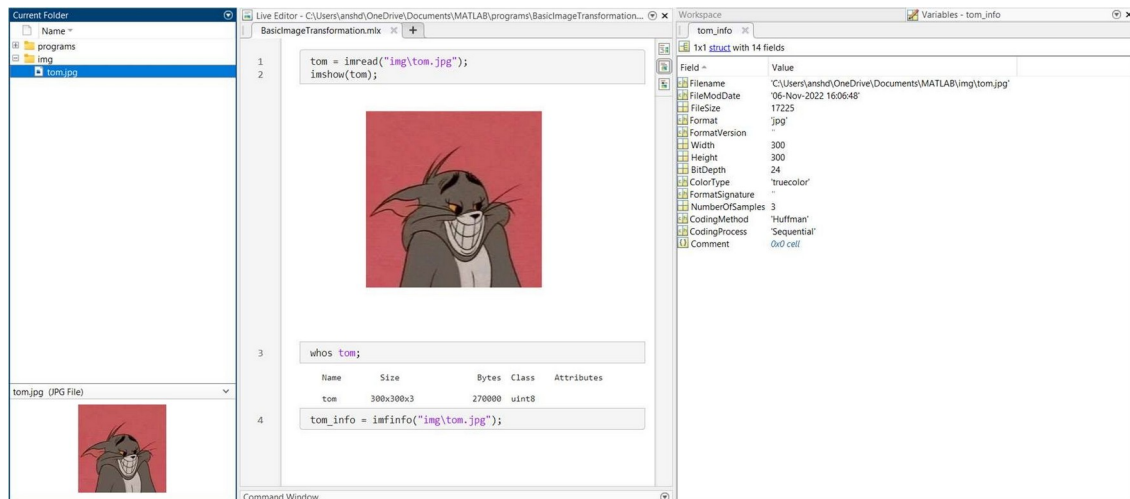 Current Folder
Name
programs
img
tom.jpg
tom.jpg (JPG File)
Live Editor - C:\Users\anshd\OneDrive\Documents\MATLAB\programs\BasicImageTransformation...
BasicImageTransformation.mlx
1 tom = imread("img\tom.jpg");
2 imshow(tom);
3 whos tom;
Name Size Bytes Class Attributes
tom 300x300x3 270000 uint8
4 tom_info = imfinfo("img\tom.jpg");
Command Window
Workspace
Variables - tom_info
tom_info
1x1 struct with 14 fields
Field Value
Filename 'C:\Users\anshd\OneDrive\Documents\MATLAB\img\tom.jpg'
FileModDate '06-Nov-2022 16:06:48'
FileSize 17225
Format 'jpg'
FormatVersion ''
Width 300
Height 300
BitDepth 24
ColorType 'truecolor'
FormatSignature ''
NumberOfSamples 3
CodingMethod 'Huffman'
CodingProcess 'Sequential'
Comment 0x0 cell